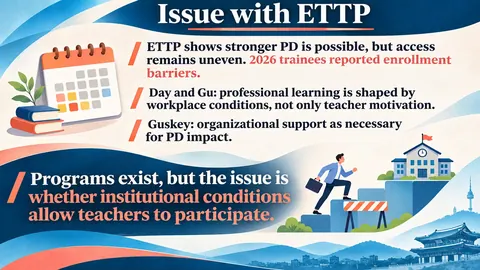 Issue with ETTP
ETTP shows stronger PD is possible, but access
remains uneven. 2026 trainees reported enrollment
barriers.
Day and Gu: professional learning is shaped by
workplace conditions, not only teacher motivation.
Guskey: organizational support as necessary
for PD impact.
Programs exist, but the issue is
whether institutional conditions
allow teachers to participate.